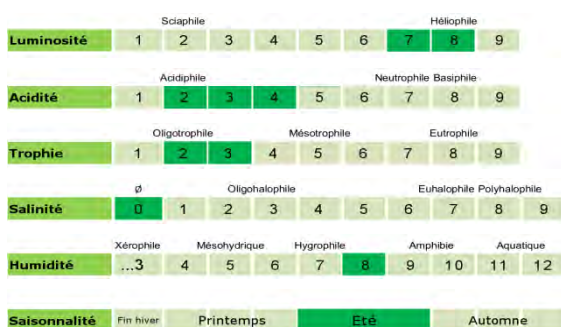 Sciaphile Héliophile
Luminosité 1 2 3 4 5 6 7 8 9
Acidiphile Neutrophile Basiphile
Acidité 1 2 3 4 5 6 7 8 9
Oligotrophile Mésotrophile Eutrophile
Trophie 1 2 3 4 5 6 7 8 9
Ø Oligohalophile Euhalophile Polyhalophile
Salinité 0 1 2 3 4 5 6 7 8 9
Xérophile Mésohydrique Hygrophile Amphibie Aquatique
Humidité ...3 4 5 6 7 8 9 10 11 12
Saisonnalité Fin hiver Printemps Eté Automne